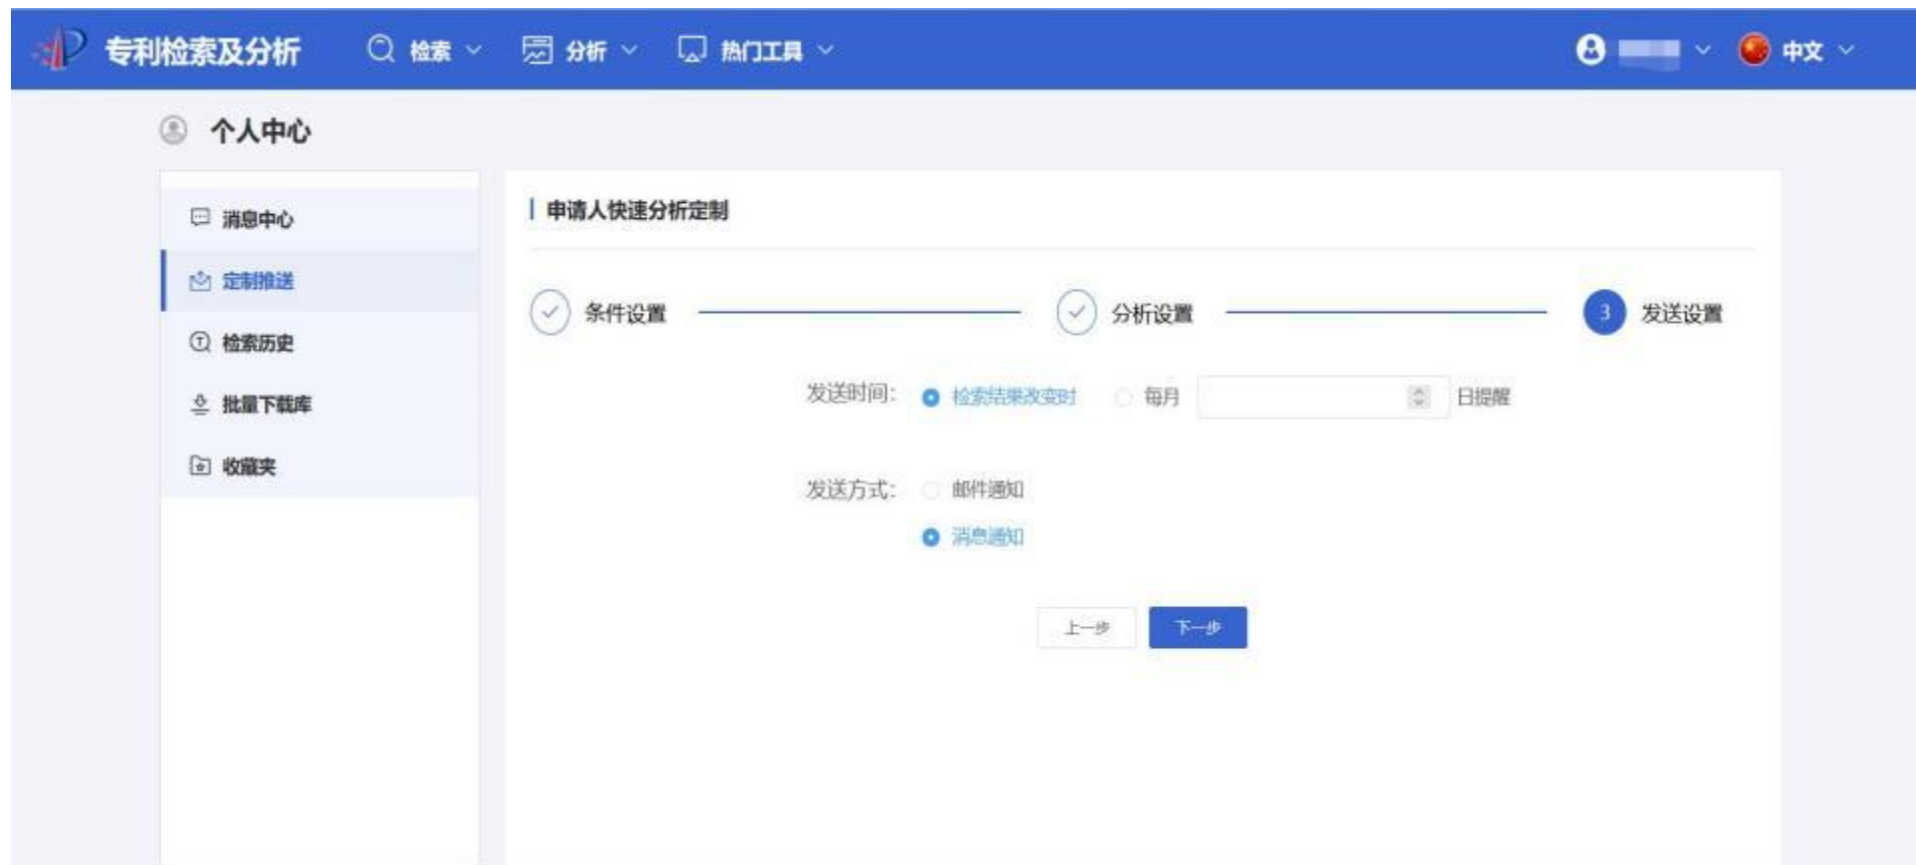 专利检索及分析 检索 分析 热门工具 中文
个人中心
消息中心
定制推送
检索历史
批量下载库
收藏夹
申请人快速分析定制
条件设置 分析设置 3 发送设置
发送时间: 检索结果改变时 每月 日提醒
发送方式: 邮件通知
消息通知
上一步 下一步